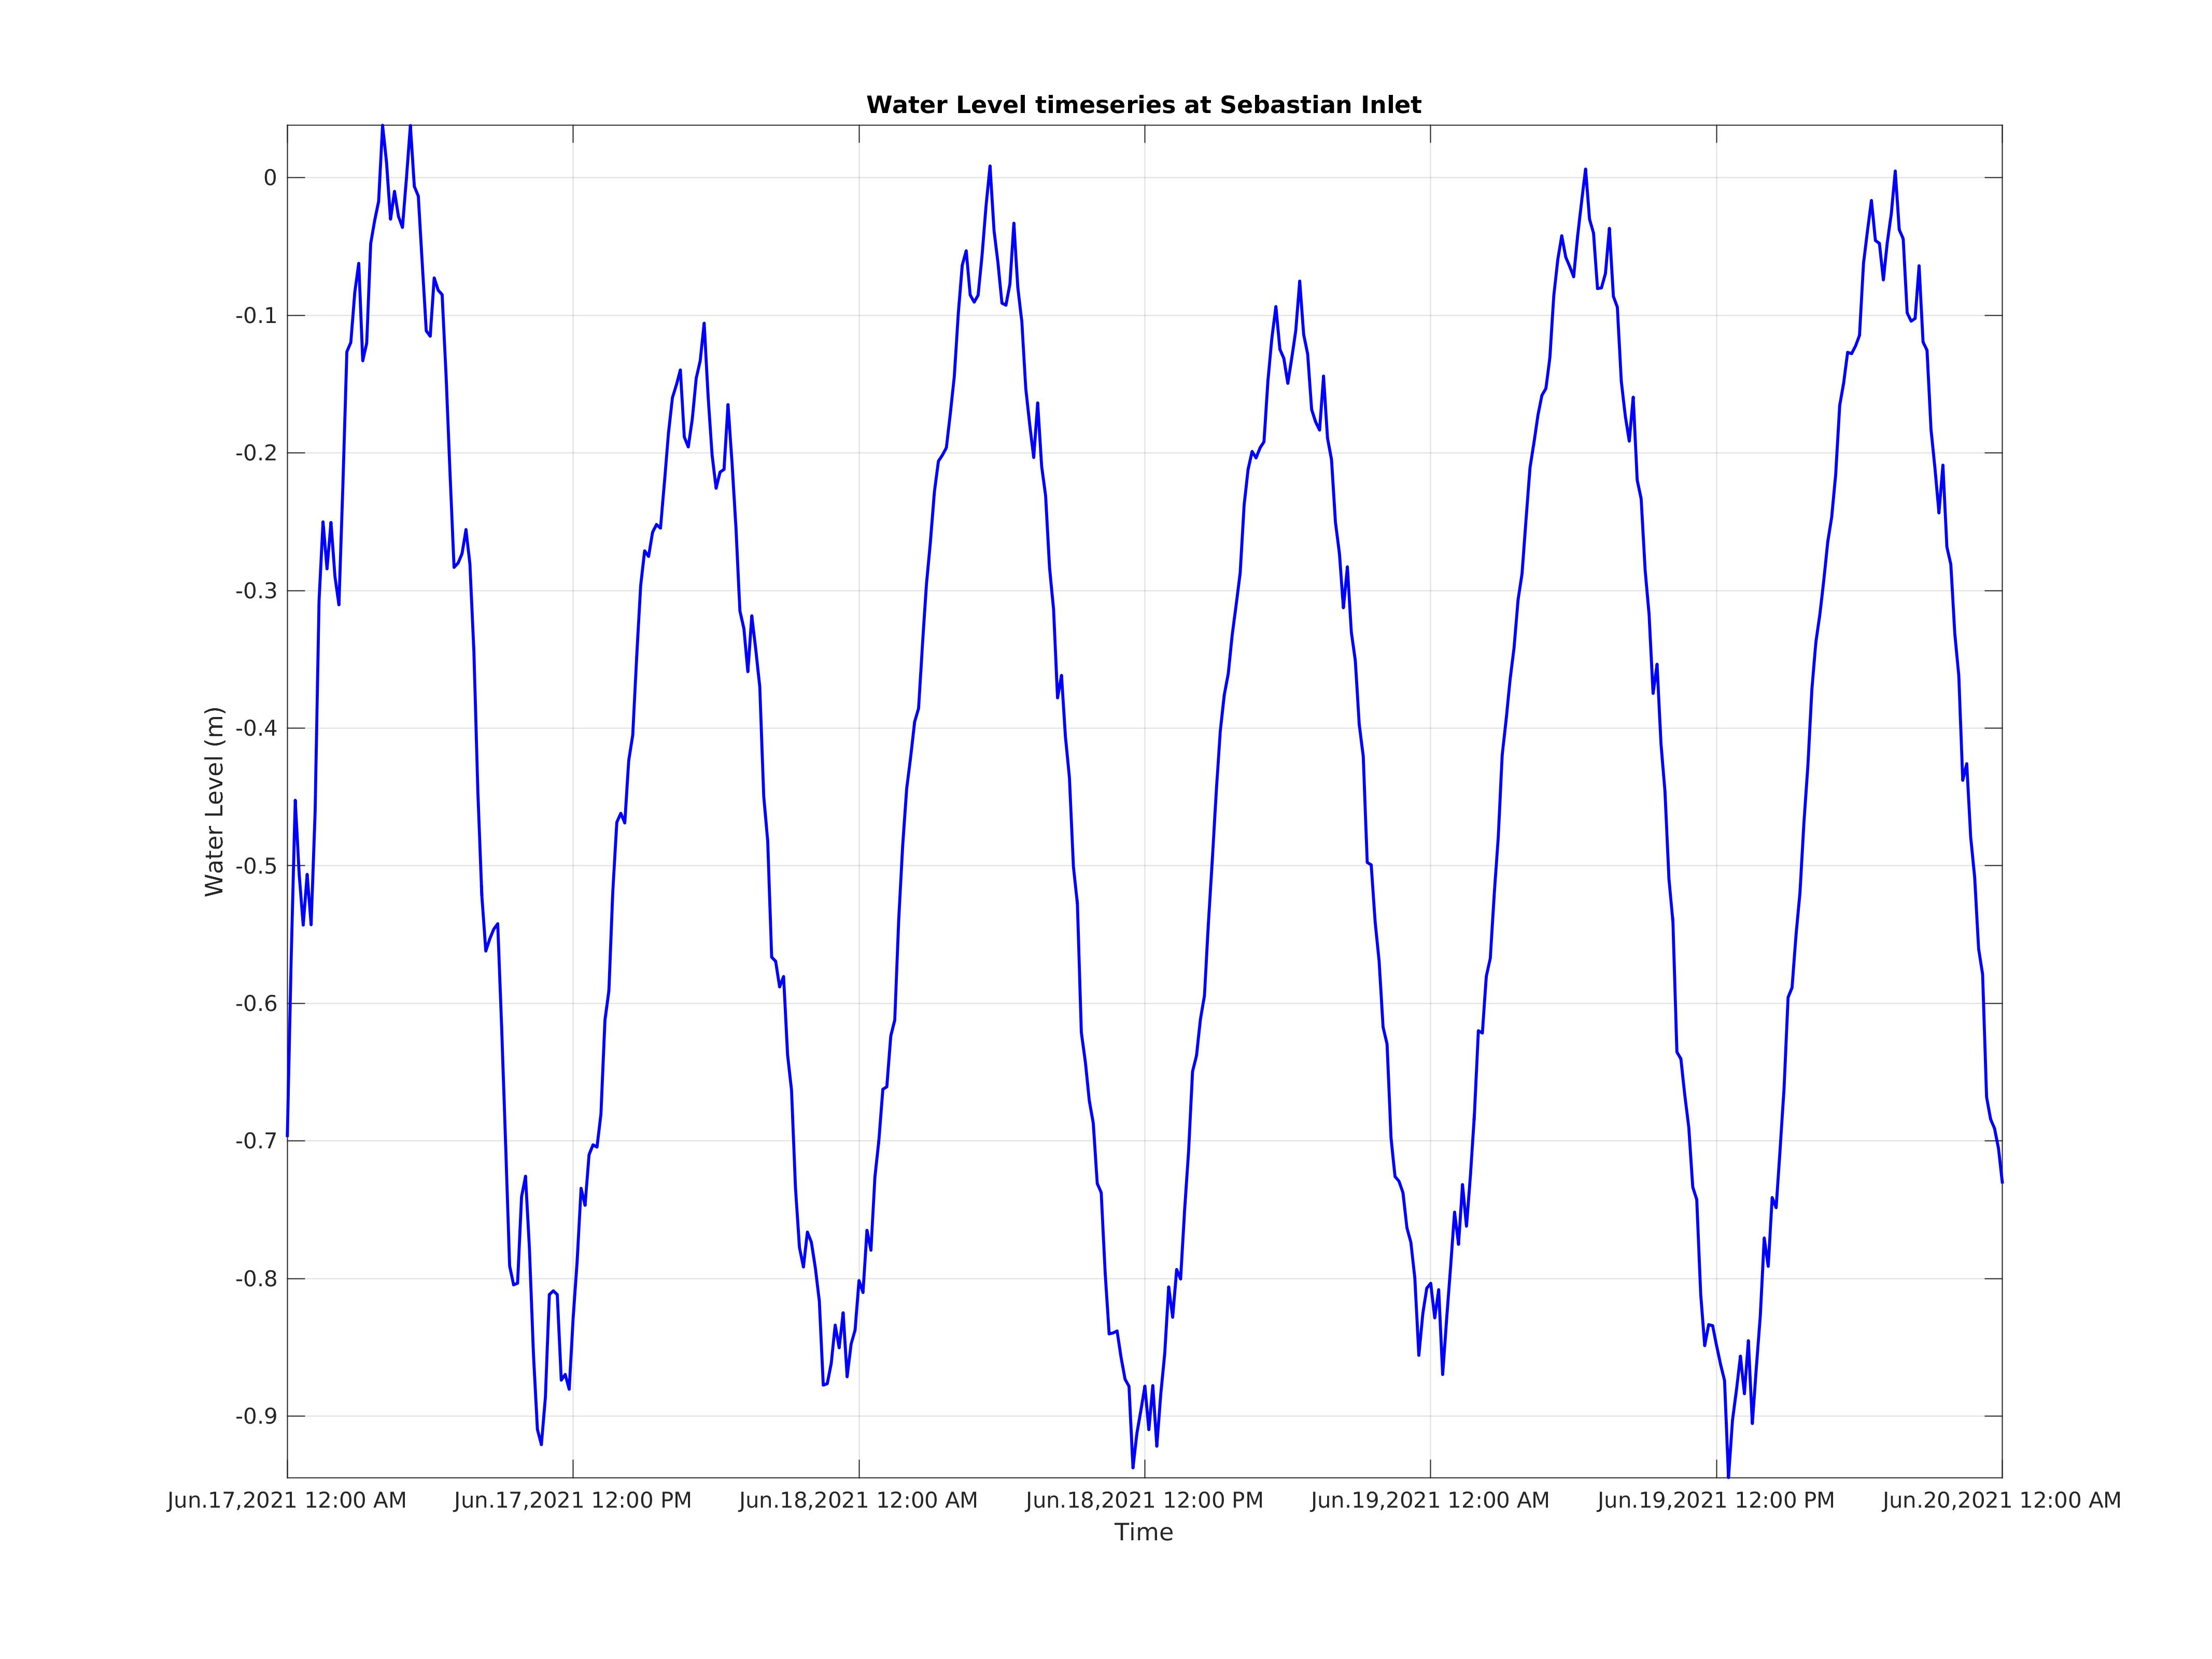 Water Level timeseries at Sebastian Inlet
0
-0.1
-0.2
-0.3
-0.4
-0.5
-0.6
-0.7
-0.8
-0.9
Water Level (m)
Jun.17,2021 12:00 AM
Jun.17,2021 12:00 PM
Jun.18,2021 12:00 AM
Jun.18,2021 12:00 PM
Jun.19,2021 12:00 AM
Jun.19,2021 12:00 PM
Jun.20,2021 12:00 AM
Time